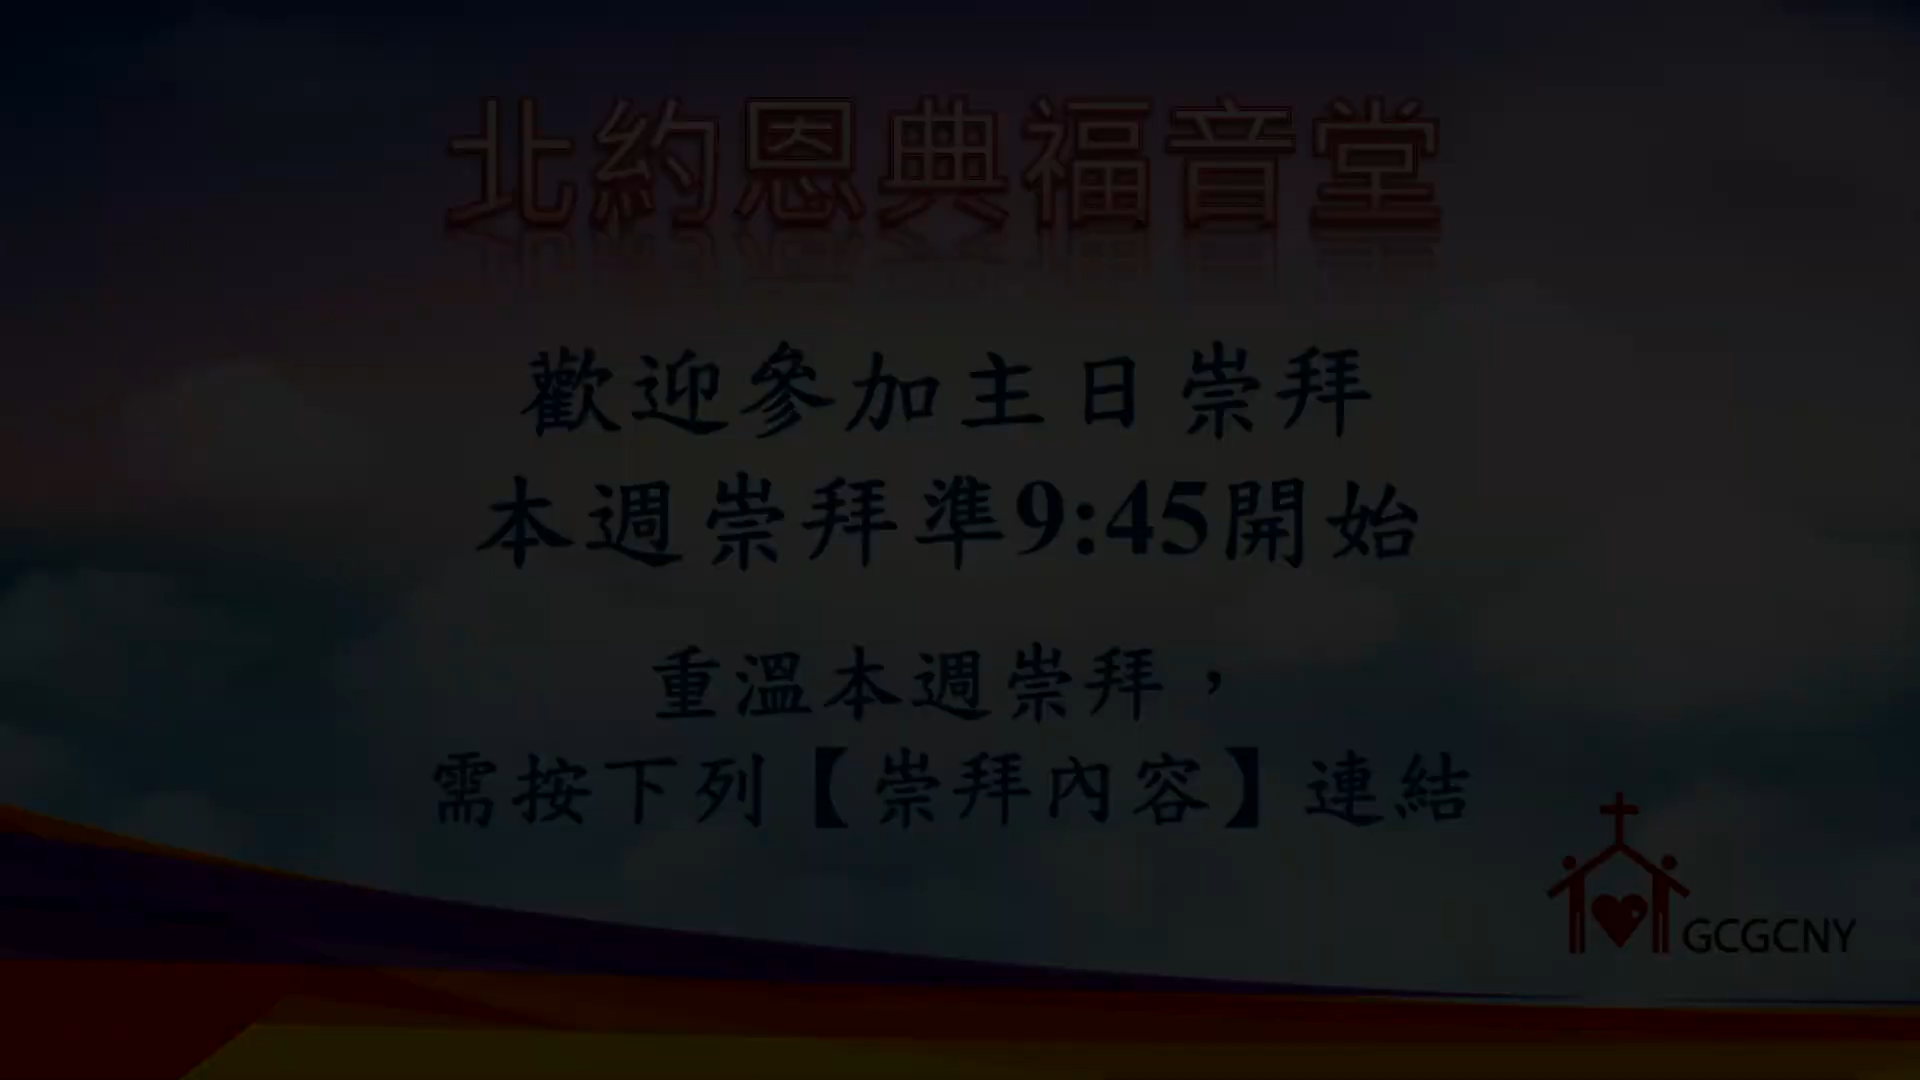 北約恩典福音堂
歡迎參加主日崇拜
本週崇拜準9:45開始
重溫本週崇拜，
需按下列【崇拜內容】連結
GCGCNY